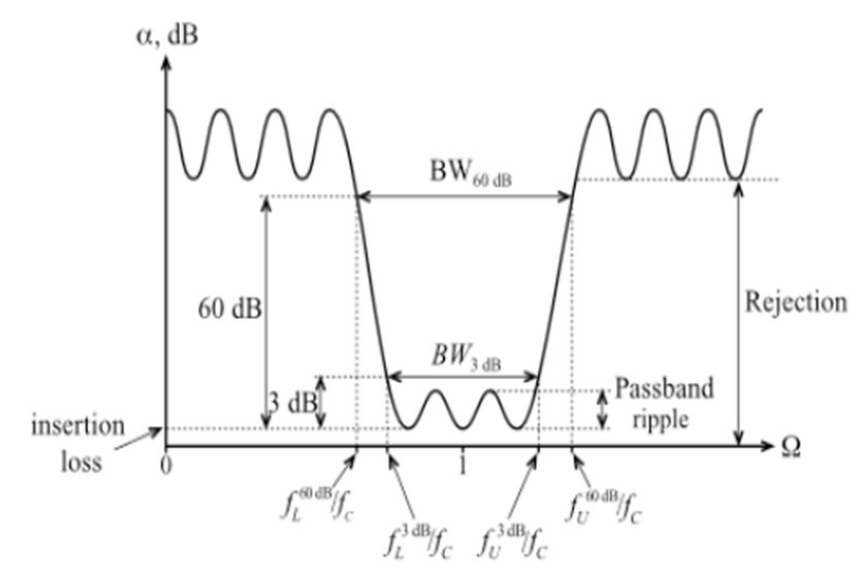 α, dB
BW60 dB
60 dB
Rejection
BW3 dB
3 dB
Passband
ripple
insertion
loss
0
1
Ω
fL60 dB/fc
fU60 dB/fC
fL3 dB/fC
fU3 dB/fC